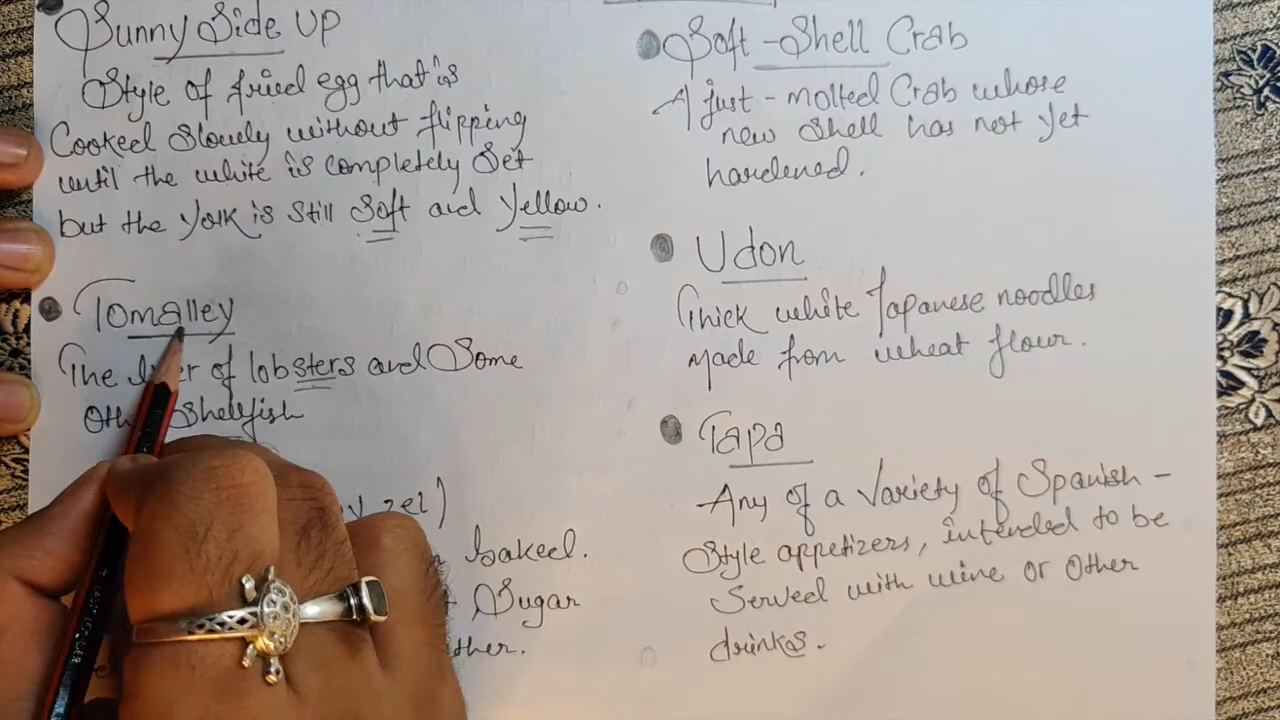 Sunny Side UP
Style of fried egg that is
Cooked Slowly without flipping
until the white is completely Set
but the Yolk is Still Soft and Yellow.
Tomalley
The of lobsters and Some
Shellfish
baked.
Sugar
Soft-Shell Crab
A just-molted Crab whose
new Shell has not yet
hardened.
Udon
Thick white Japanese noodles
made from wheat flour.
Tapa
Any of a Variety of Spanish-
Style appetizers, intended to be
Served with wine or Other
drinks.